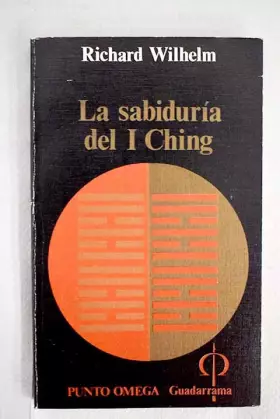 Richard Wilhelm
La sabiduría
del I Ching
PUNTO OMEGA Guadarrama